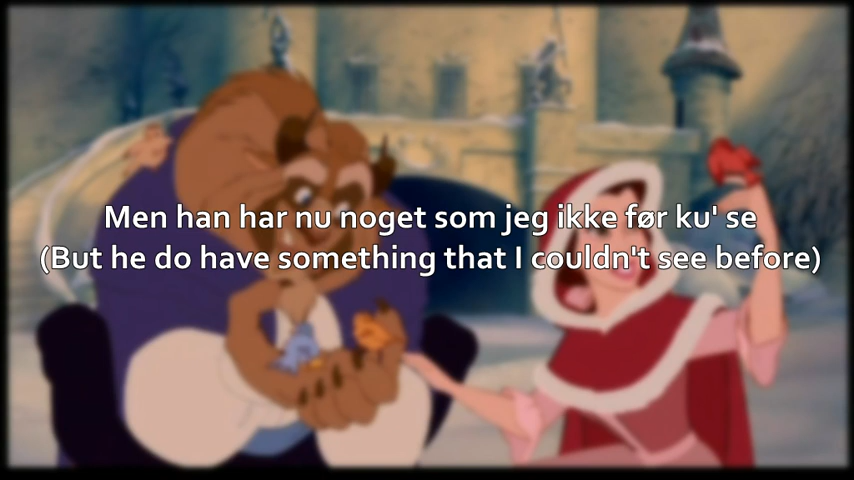 Men han har nu noget som jeg ikke før ku' se
(But he do have something that I couldn't see before)